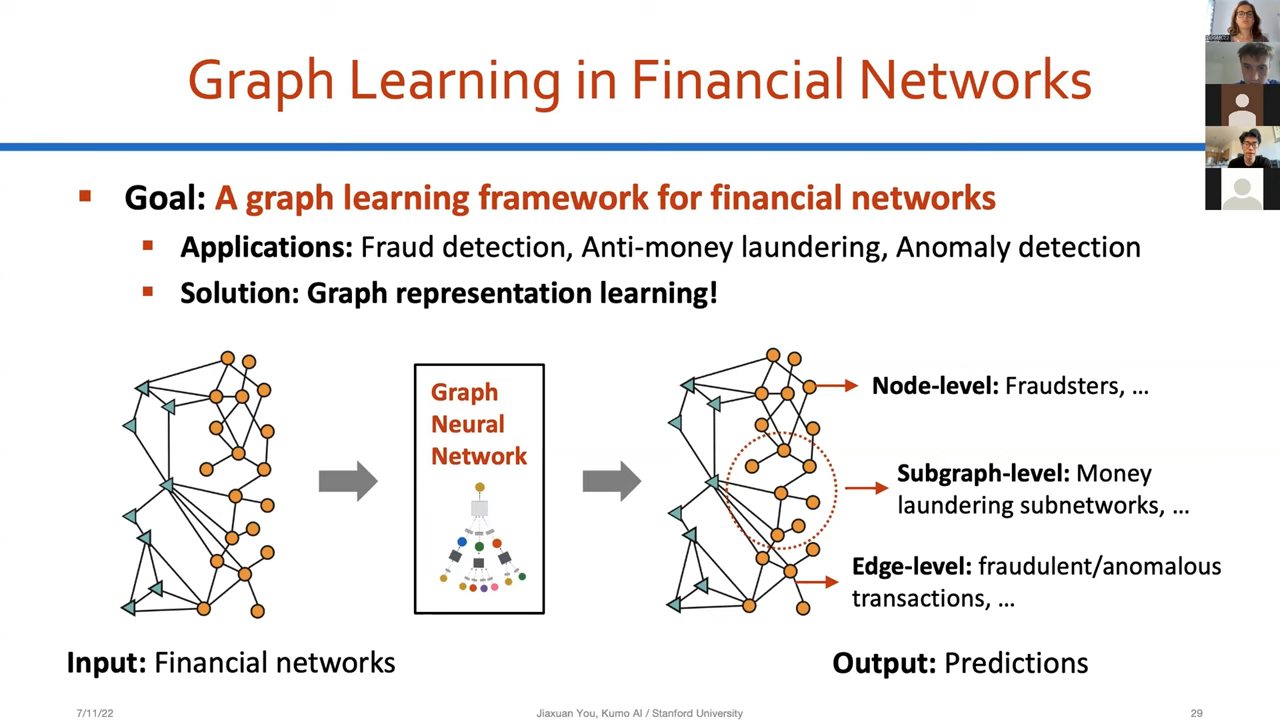 Graph Learning in Financial Networks
Goal: A graph learning framework for financial networks
Applications: Fraud detection, Anti-money laundering, Anomaly detection
Solution: Graph representation learning!
Graph
Neural
Network
Node-level: Fraudsters, …
Subgraph-level: Money
laundering subnetworks, …
Edge-level: fraudulent/anomalous
transactions, …
Input: Financial networks
Output: Predictions
7/11/22
Jiaxuan You, Kumo AI / Stanford University
29